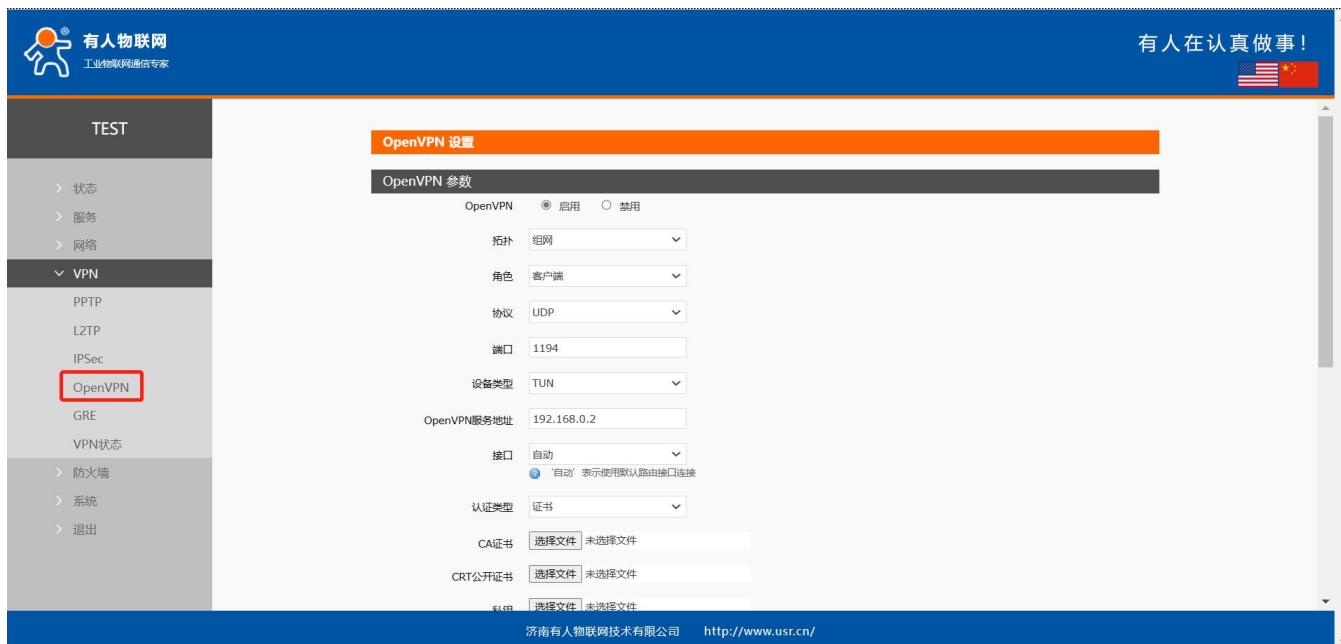 有人物联网
工业物联网通信专家
有人在认真做事！
TEST
状态
服务
网络
VPN
PPTP
L2TP
IPSec
OpenVPN
GRE
VPN状态
防火墙
系统
退出
OpenVPN 设置
OpenVPN 参数
OpenVPN 启用 禁用
拓扑 组网
角色 客户端
协议 UDP
端口 1194
设备类型 TUN
OpenVPN服务地址 192.168.0.2
接口 自动
'自动' 表示使用默认路由接口连接
认证类型 证书
CA证书 选择文件 未选择文件
CRT公开证书 选择文件 未选择文件
私钥 选择文件 未选择文件
济南有人物联网技术有限公司 http://www.usr.cn/